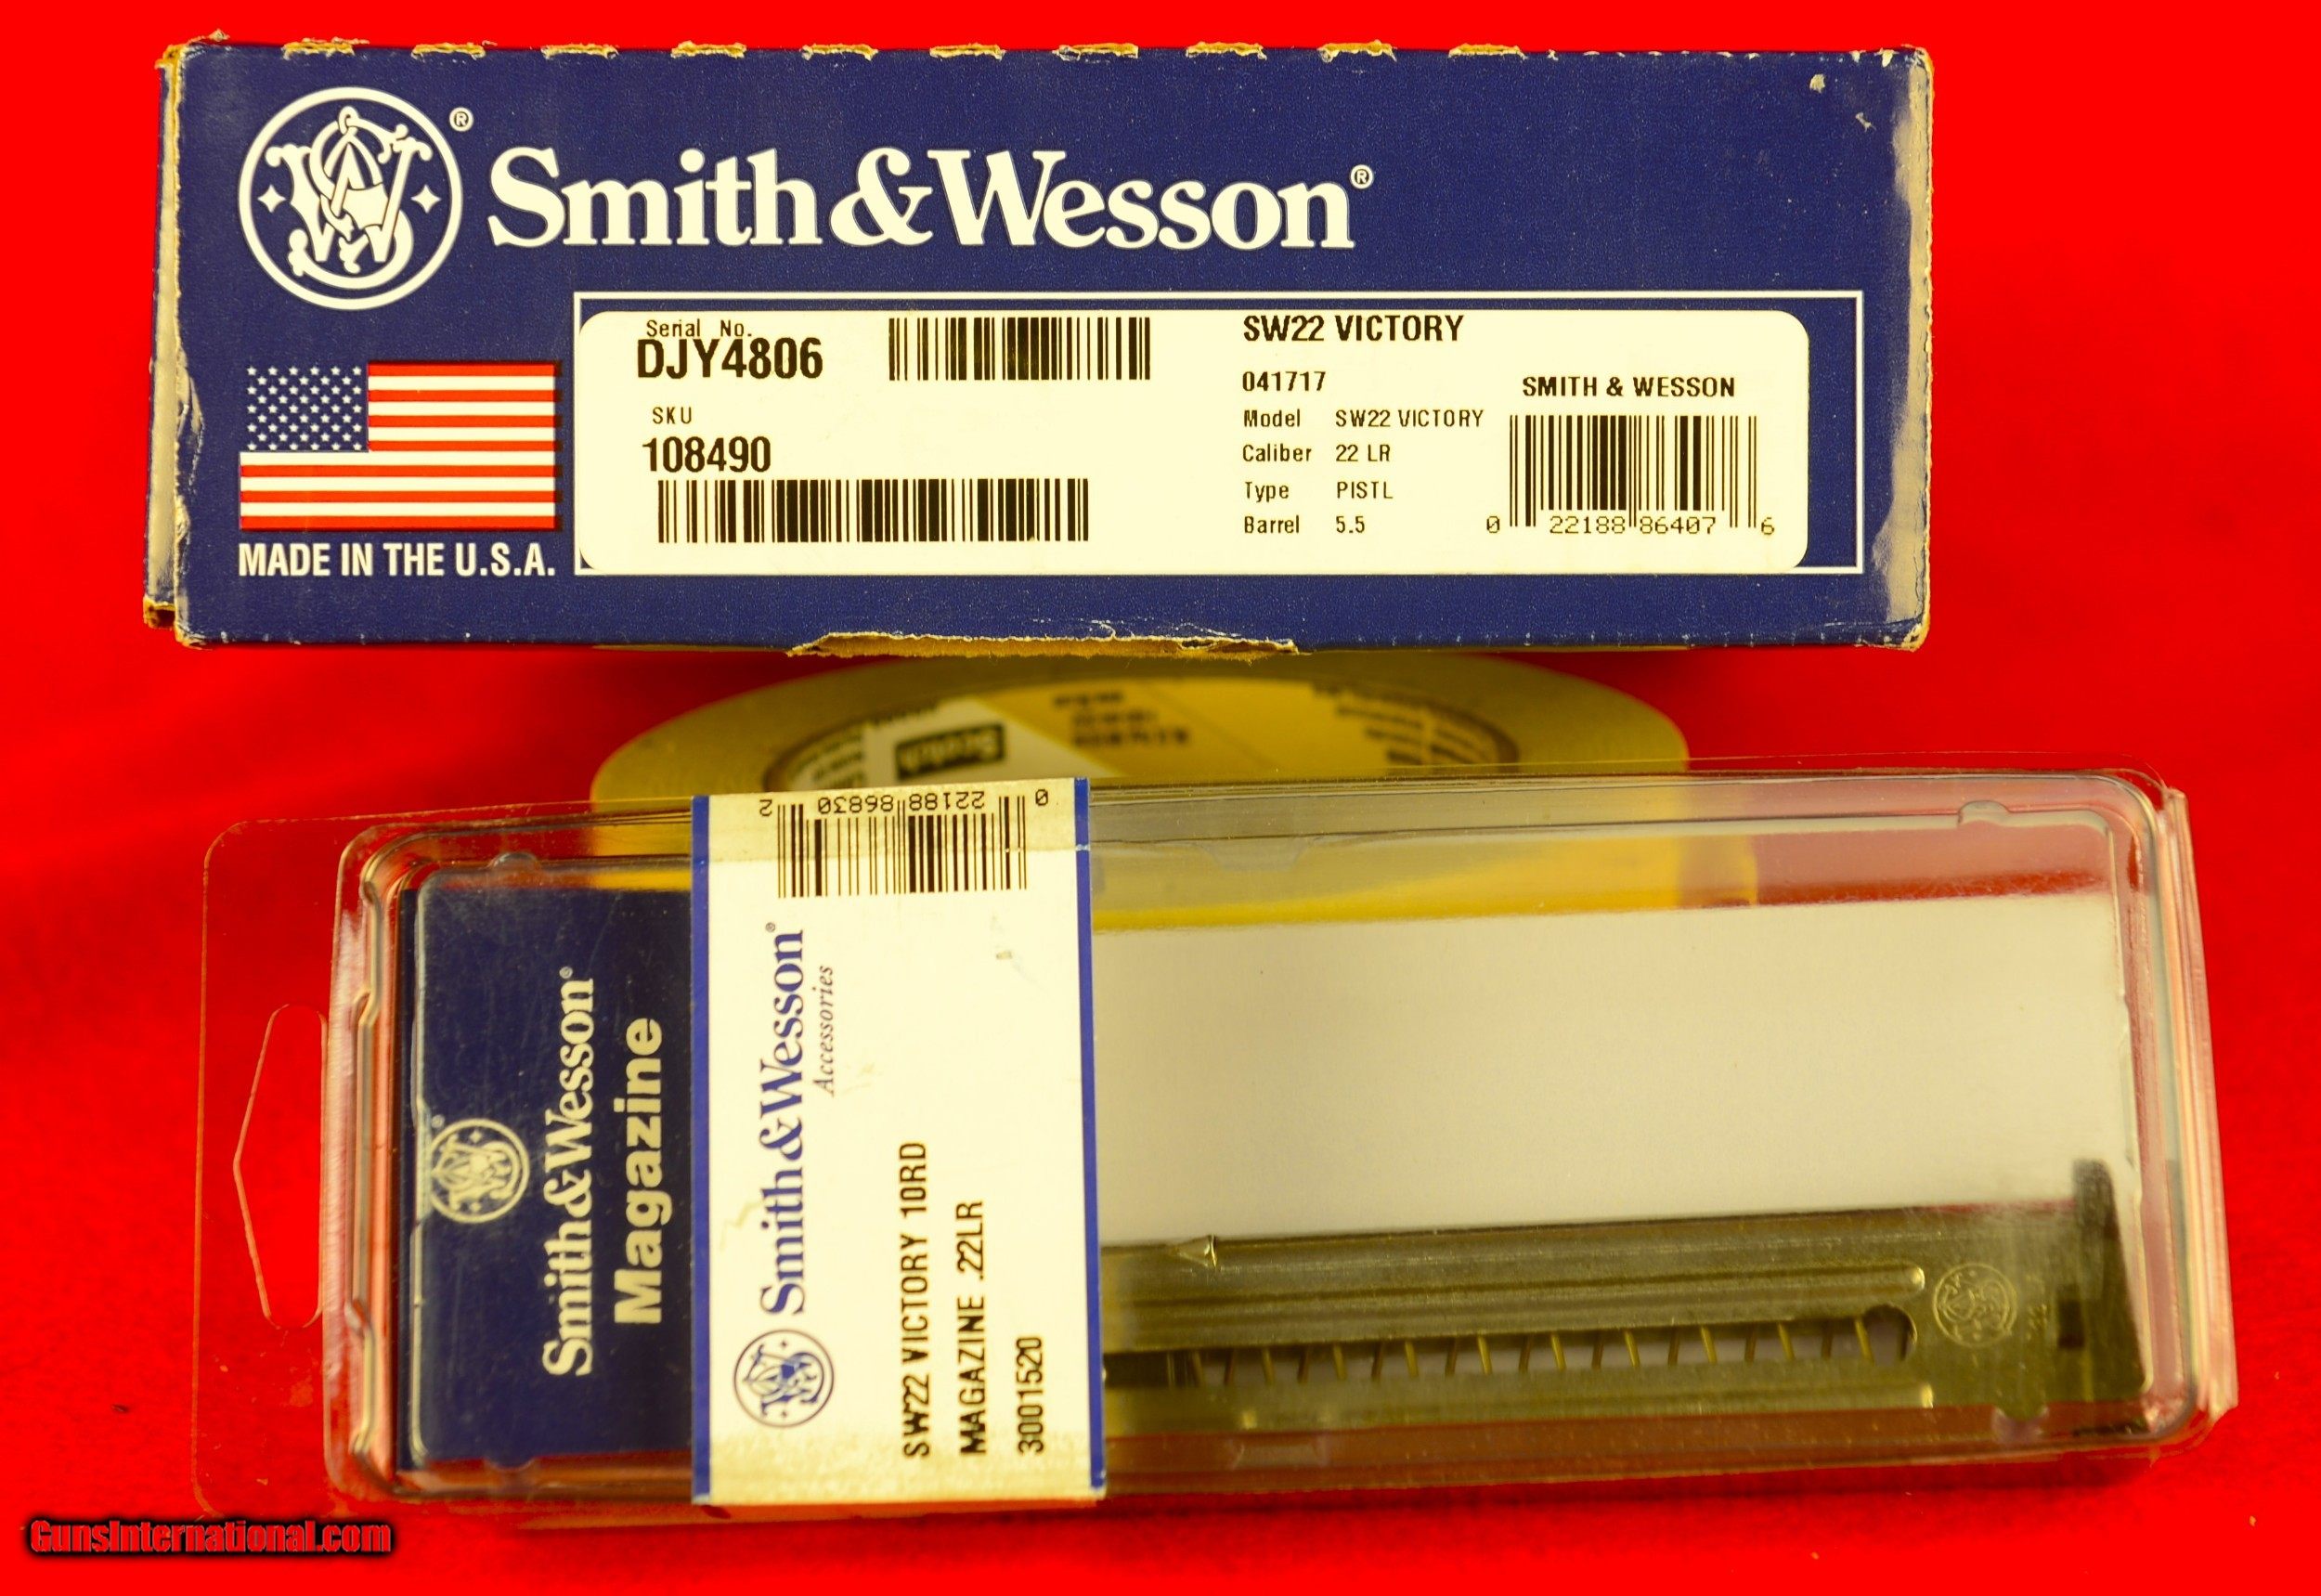 Smith&Wesson®
Serial No.
DJY4806
SKU
108490
SW22 VICTORY
041717
Model SW22 VICTORY
Caliber 22 LR
Type PISTL
Barrel 5.5
SMITH & WESSON
0 22188 86407 6
MADE IN THE U.S.A.
Scotch
0 22188 86830 2
Smith&Wesson®
Magazine
Smith&Wesson®
Accessories
SW22 VICTORY 10RD
MAGAZINE .22LR
3001520
GunsInternational.com